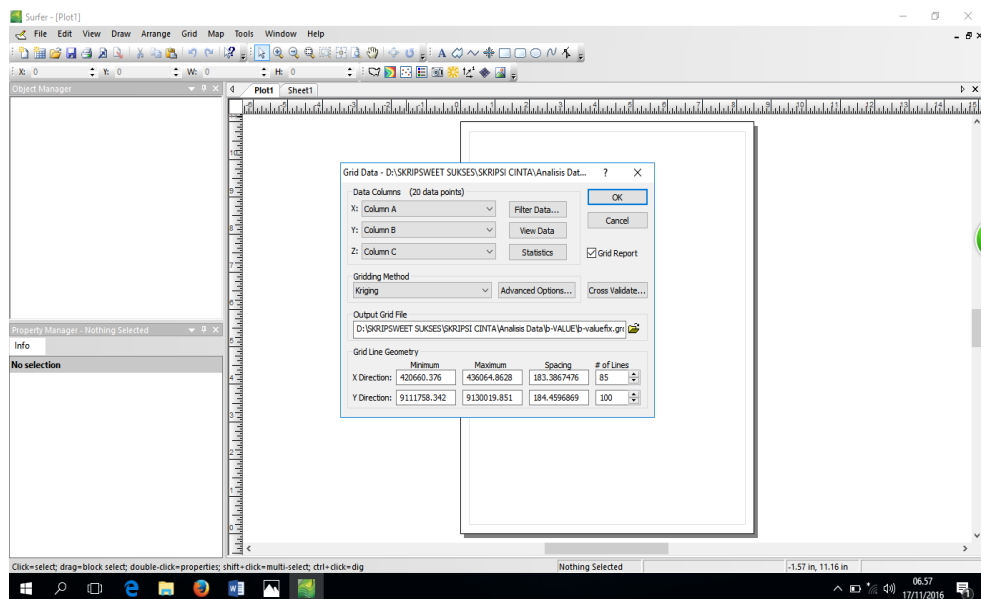 Surfer - [Plot1]
File Edit View Draw Arrange Grid Map Tools Window Help
X: 0 Y: 0 W: 0 H: 0
Object Manager
Plot1 Sheet1
Grid Data - D:\SKRIPSWEET SUKSES\SKRIPSI CINTA\Analisis Dat... ? X
Data Columns (20 data points)
OK
X: Column A Filter Data...
Cancel
Y: Column B View Data
Z: Column C Statistics Grid Report
Gridding Method
Kriging Advanced Options... Cross Validate...
Output Grid File
D:\SKRIPSWEET SUKSES\SKRIPSI CINTA\Analisis Data\b-VALUE\b-valuefix.gr
Grid Line Geometry
Minimum Maximum Spacing # of Lines
X Direction: 420660.376 436064.8628 183.3867476 85
Y Direction: 9111758.342 9130019.851 184.4596869 100
Property Manager - Nothing Selected
Info
No selection
Click=select; drag=block select; double-click=properties; shift+click=multi-select; ctrl+click=dig
Nothing Selected
-1.57 in, 11.16 in
06.57
17/11/2016